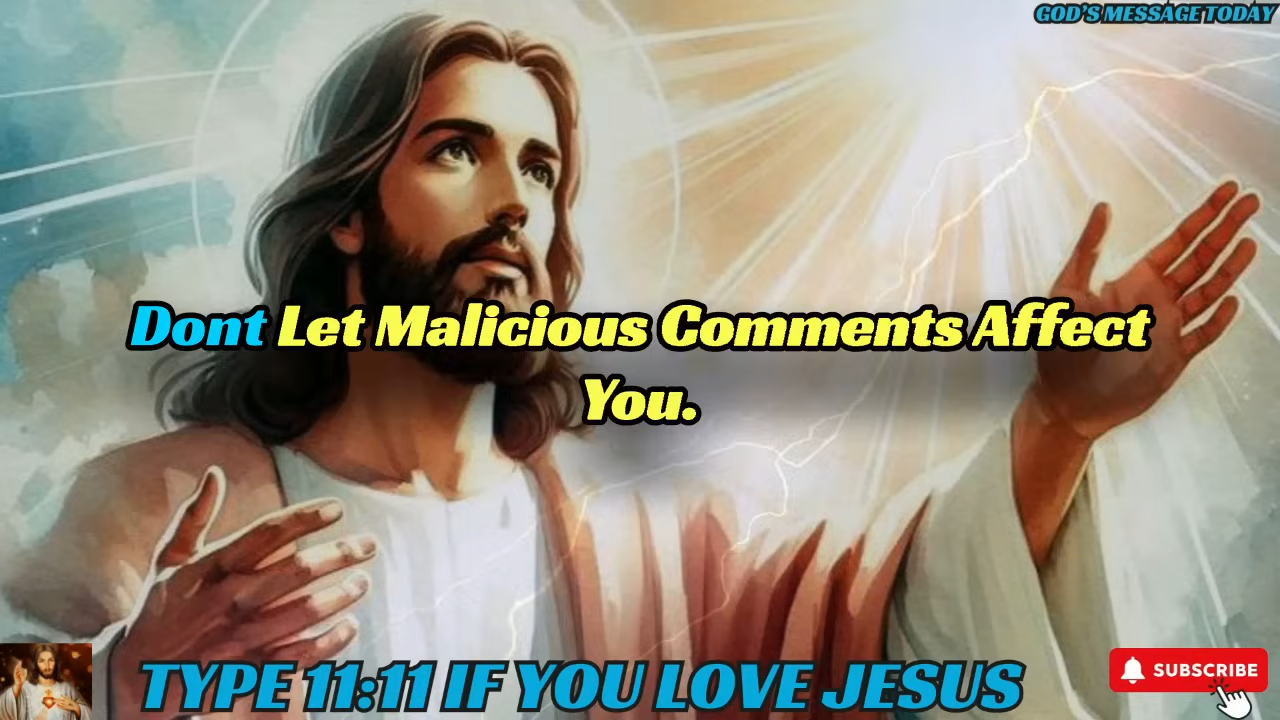 GOD'S MESSAGE TODAY
Dont Let Malicious Comments Affect
You.
TYPE 11:11 IF YOU LOVE JESUS
SUBSCRIBE